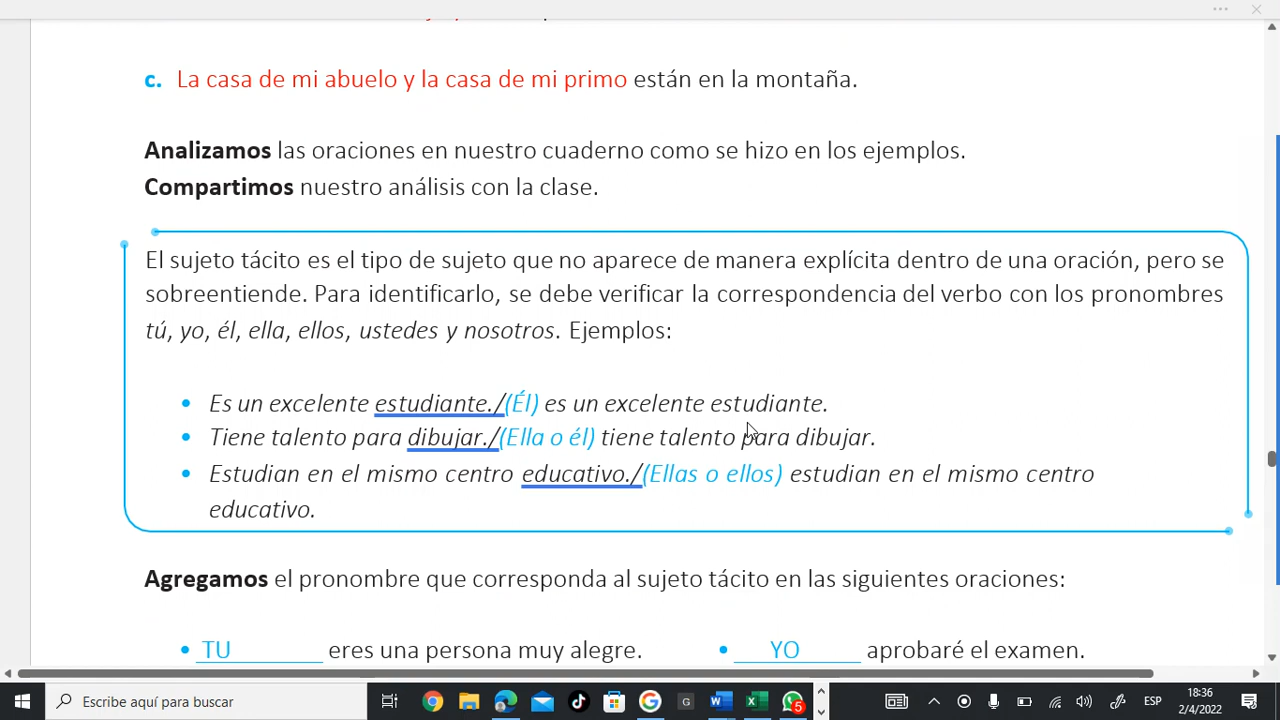 c. La casa de mi abuelo y la casa de mi primo están en la montaña.
Analizamos las oraciones en nuestro cuaderno como se hizo en los ejemplos.
Compartimos nuestro análisis con la clase.
El sujeto tácito es el tipo de sujeto que no aparece de manera explícita dentro de una oración, pero se
sobreentiende. Para identificarlo, se debe verificar la correspondencia del verbo con los pronombres
tú, yo, él, ella, ellos, ustedes y nosotros. Ejemplos:
• Es un excelente estudiante./(Él) es un excelente estudiante.
• Tiene talento para dibujar./(Ella o él) tiene talento para dibujar.
• Estudian en el mismo centro educativo./(Ellas o ellos) estudian en el mismo centro
educativo.
Agregamos el pronombre que corresponda al sujeto tácito en las siguientes oraciones:
• TU eres una persona muy alegre. • YO aprobaré el examen.
Escribe aquí para buscar
G
5
ESP
18:36
2/4/2022